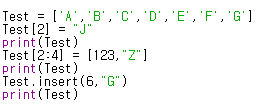 Test = ['A','B','C','D','E','F','G']
Test[2] = "J"
print(Test)
Test[2:4] = [123,"Z"]
print(Test)
Test.insert(6,"G")
print(Test)